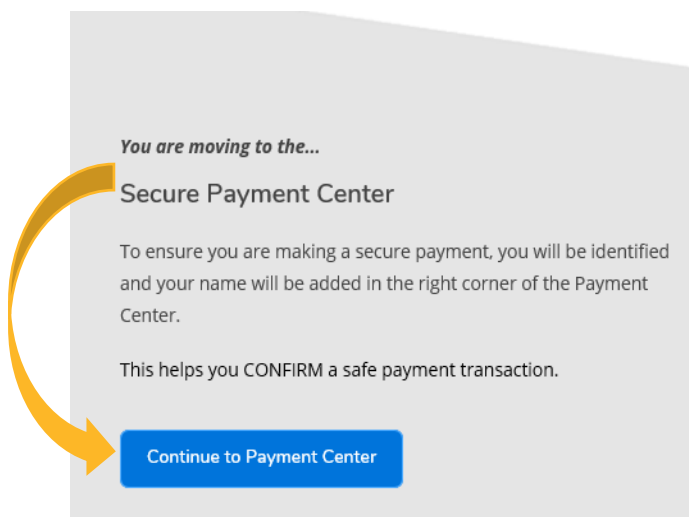 You are moving to the...
Secure Payment Center
To ensure you are making a secure payment, you will be identified
and your name will be added in the right corner of the Payment
Center.
This helps you CONFIRM a safe payment transaction.
Continue to Payment Center